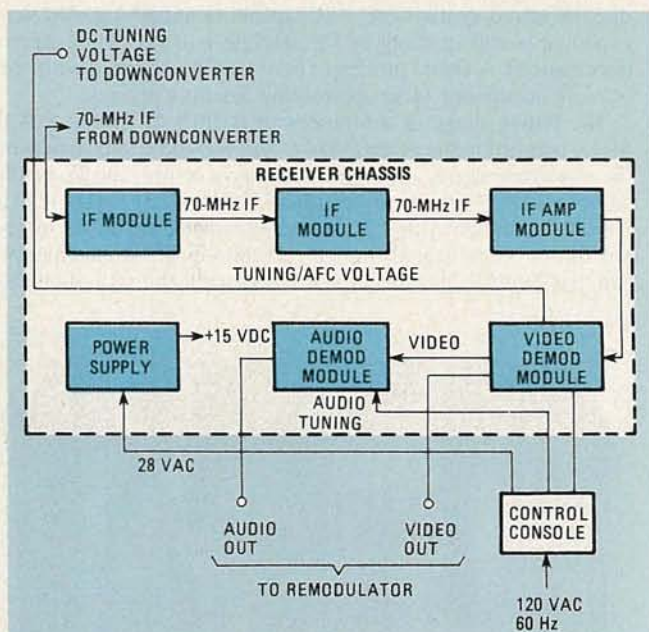 DC TUNING
VOLTAGE
TO DOWNCONVERTER
70-MHz IF
FROM DOWNCONVERTER
RECEIVER CHASSIS
IF MODULE
70-MHz IF
IF
MODULE
70-MHz IF
IF AMP
MODULE
TUNING/AFC VOLTAGE
POWER
SUPPLY
+15 VDC
AUDIO
DEMOD
MODULE
VIDEO
VIDEO
DEMOD
MODULE
AUDIO
TUNING
28 VAC
AUDIO
OUT
VIDEO
OUT
CONTROL
CONSOLE
TO REMODULATOR
120 VAC
60 Hz